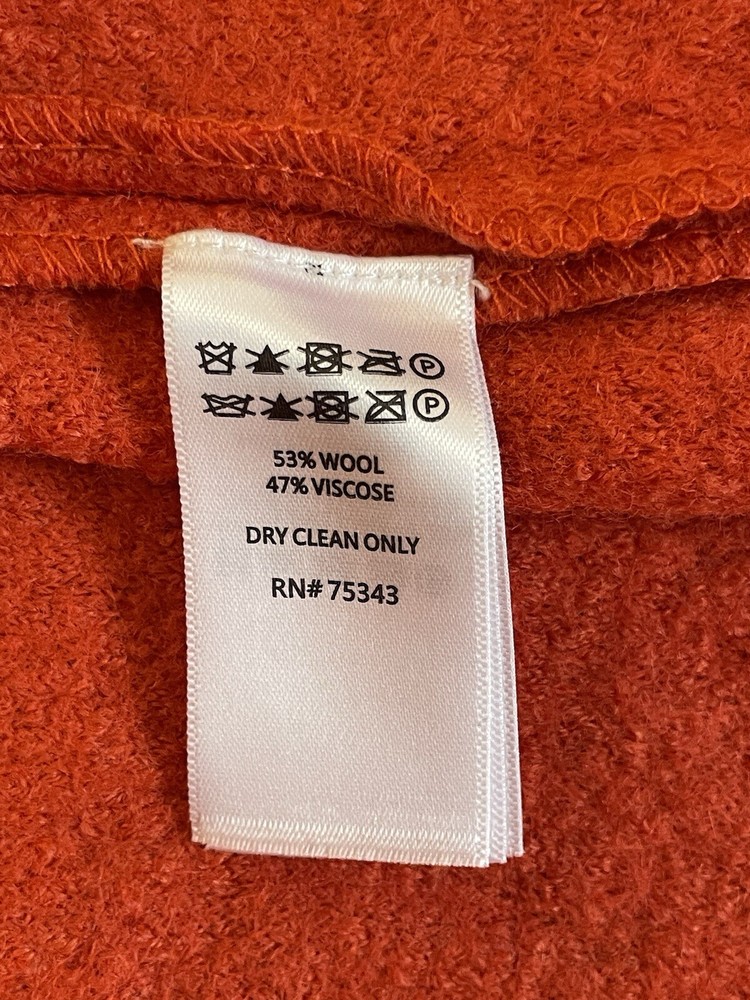 P
P
53% WOOL
47% VISCOSE
DRY CLEAN ONLY
RN# 75343